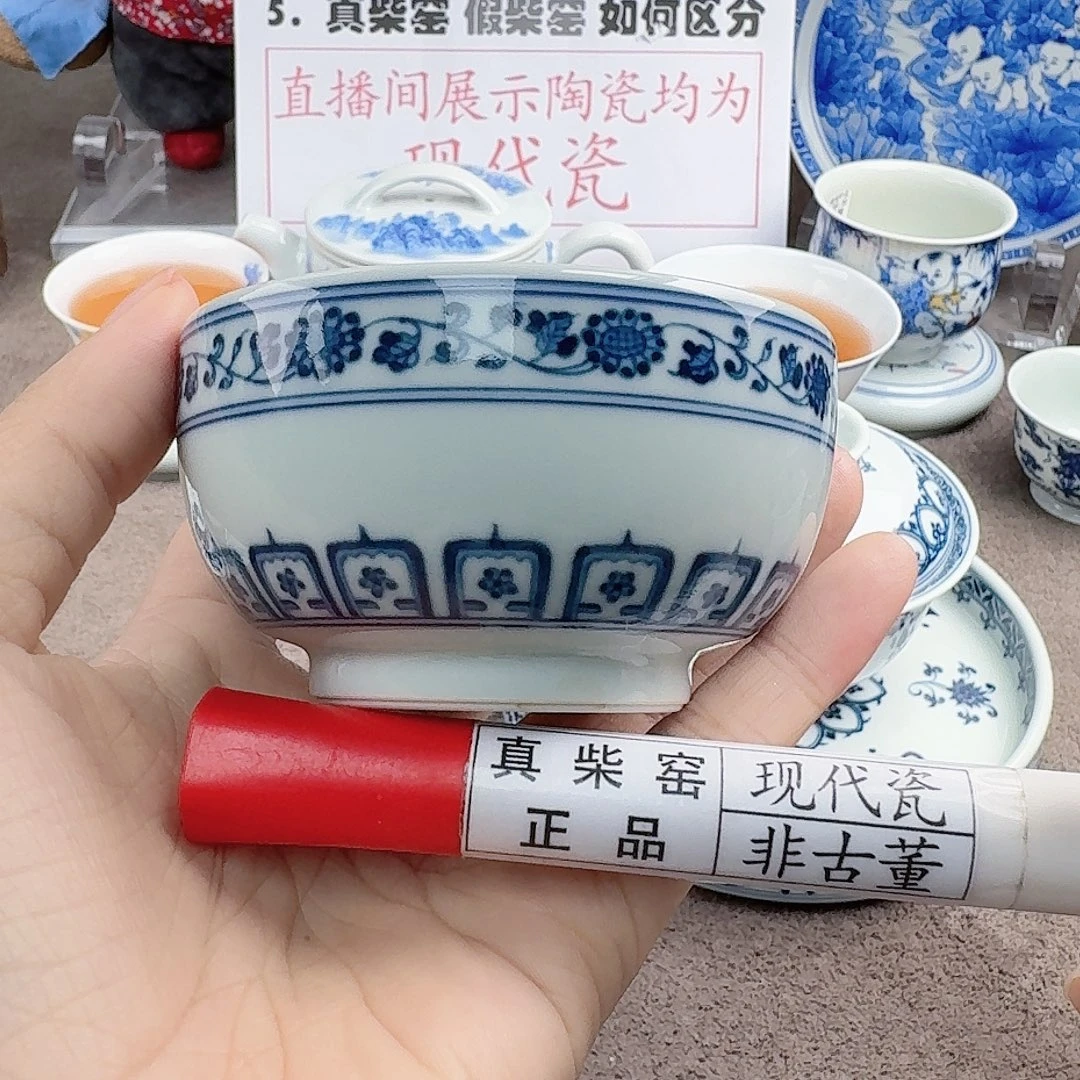 5. 真柴窑 假柴窑 如何区分
直播间展示陶瓷均为
现代瓷
真柴窑
正品
现代瓷
非古董